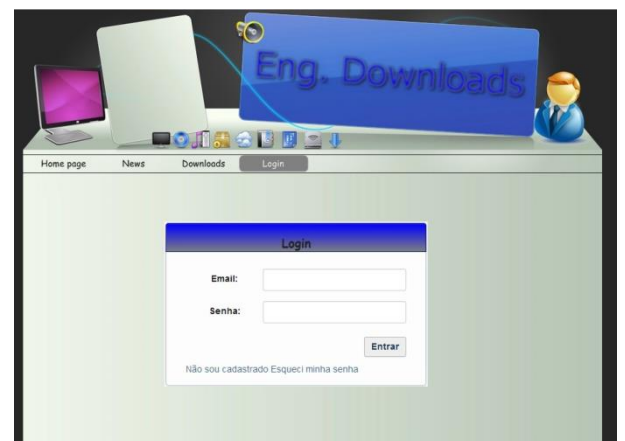 Eng. Downloads
Home page News Downloads Login
Login
Email:
Senha:
Entrar
Não sou cadastrado Esqueci minha senha